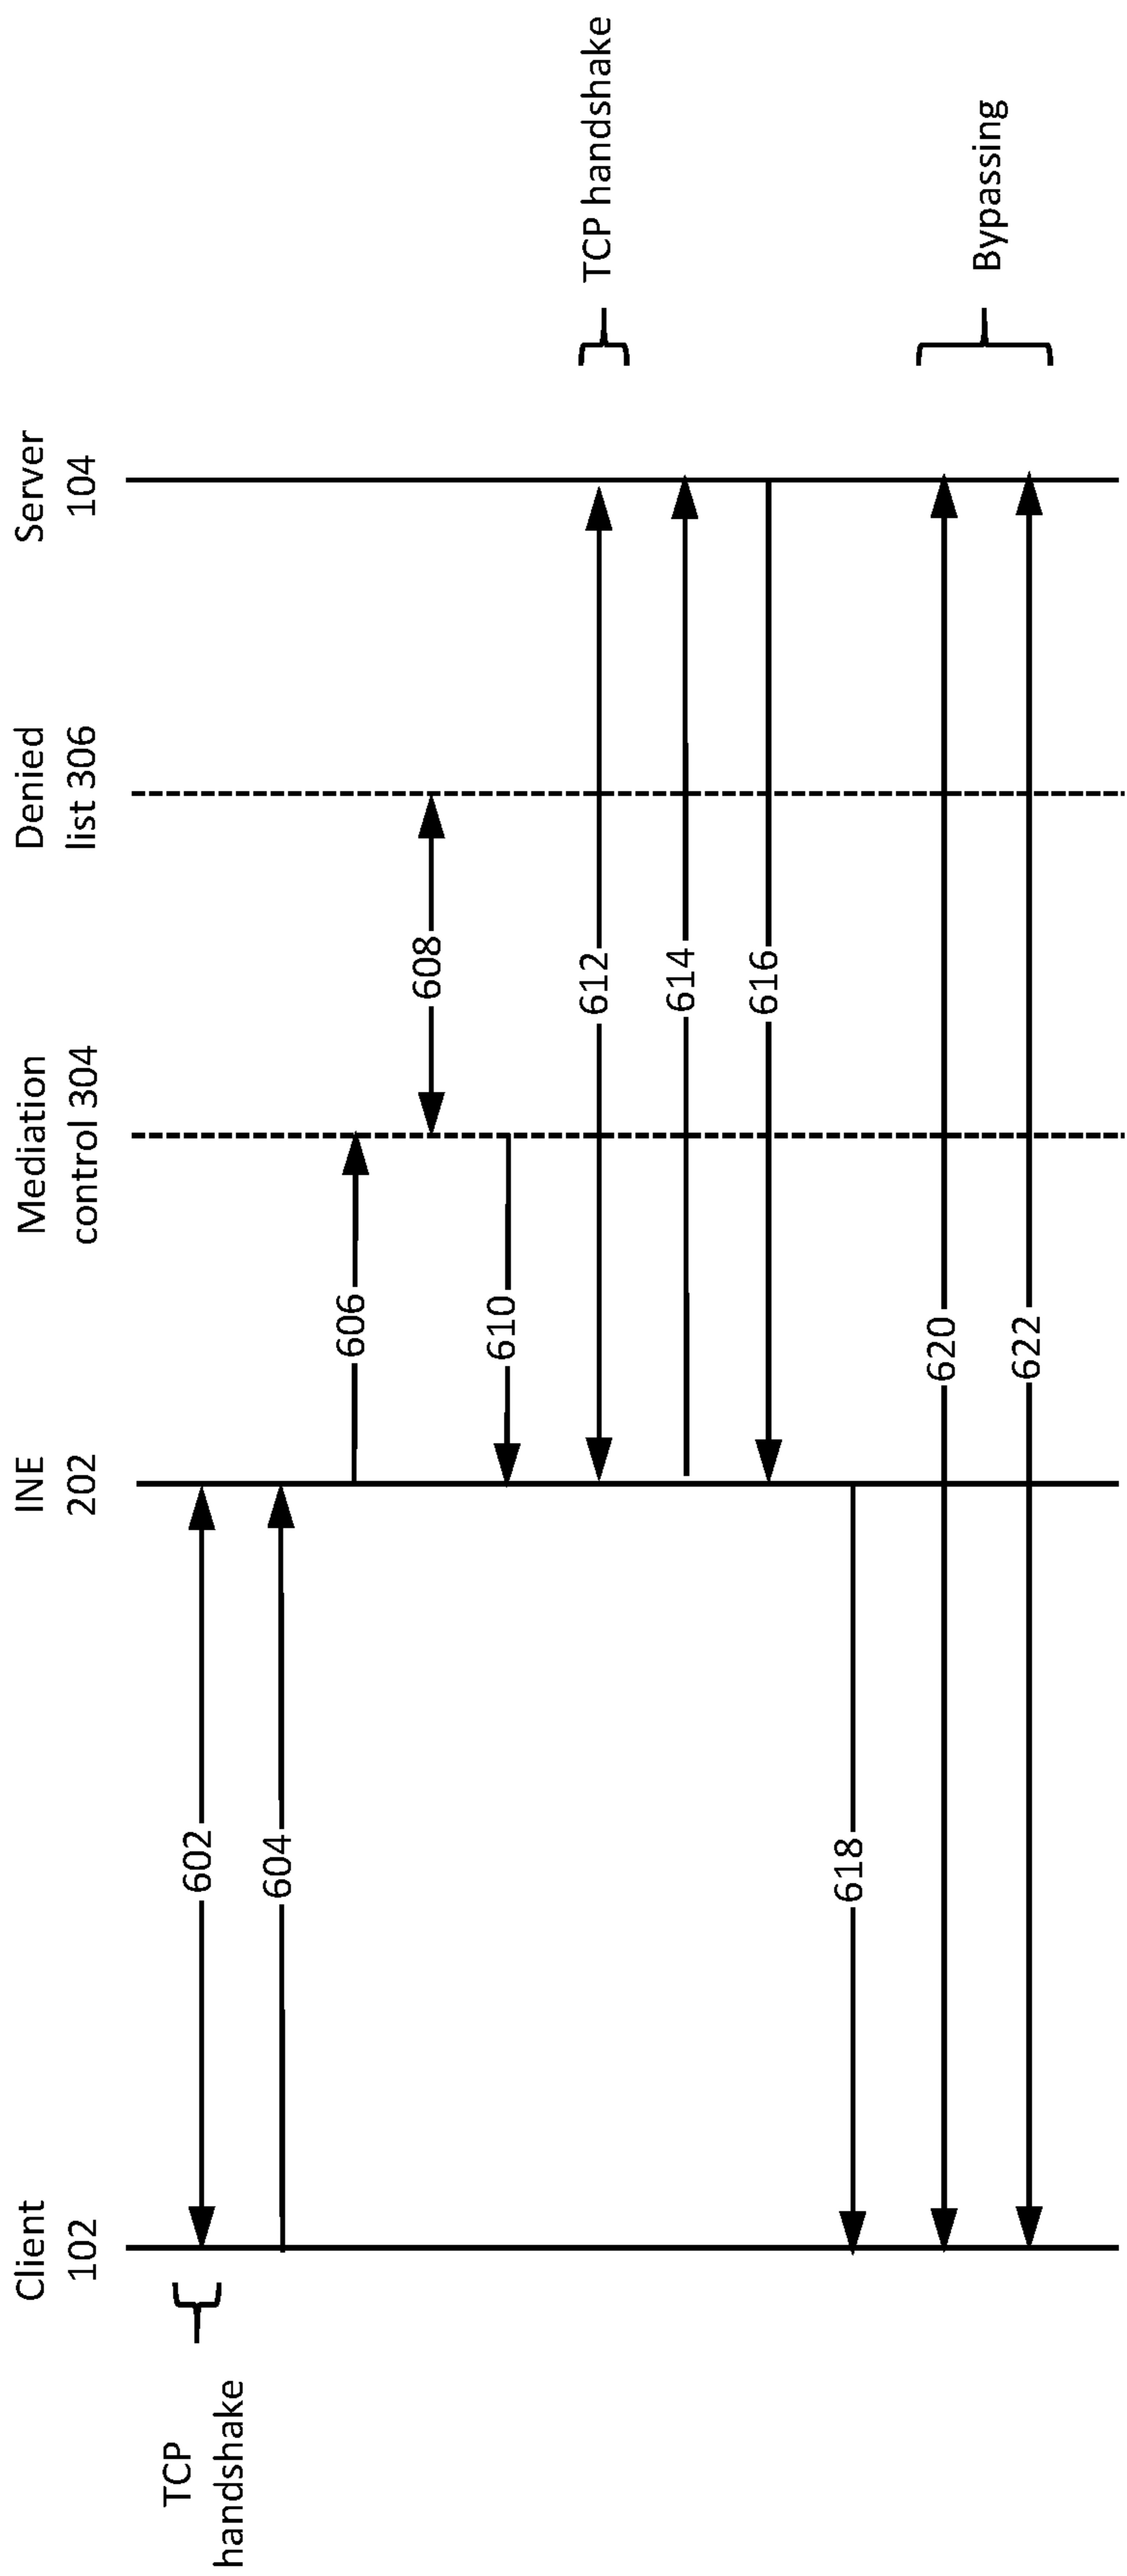 Client
102
INE
202
Mediation
control 304
Denied
list 306
Server
104
TCP
handshake
602
604
606
608
610
612
TCP handshake
614
616
618
620
622
Bypassing